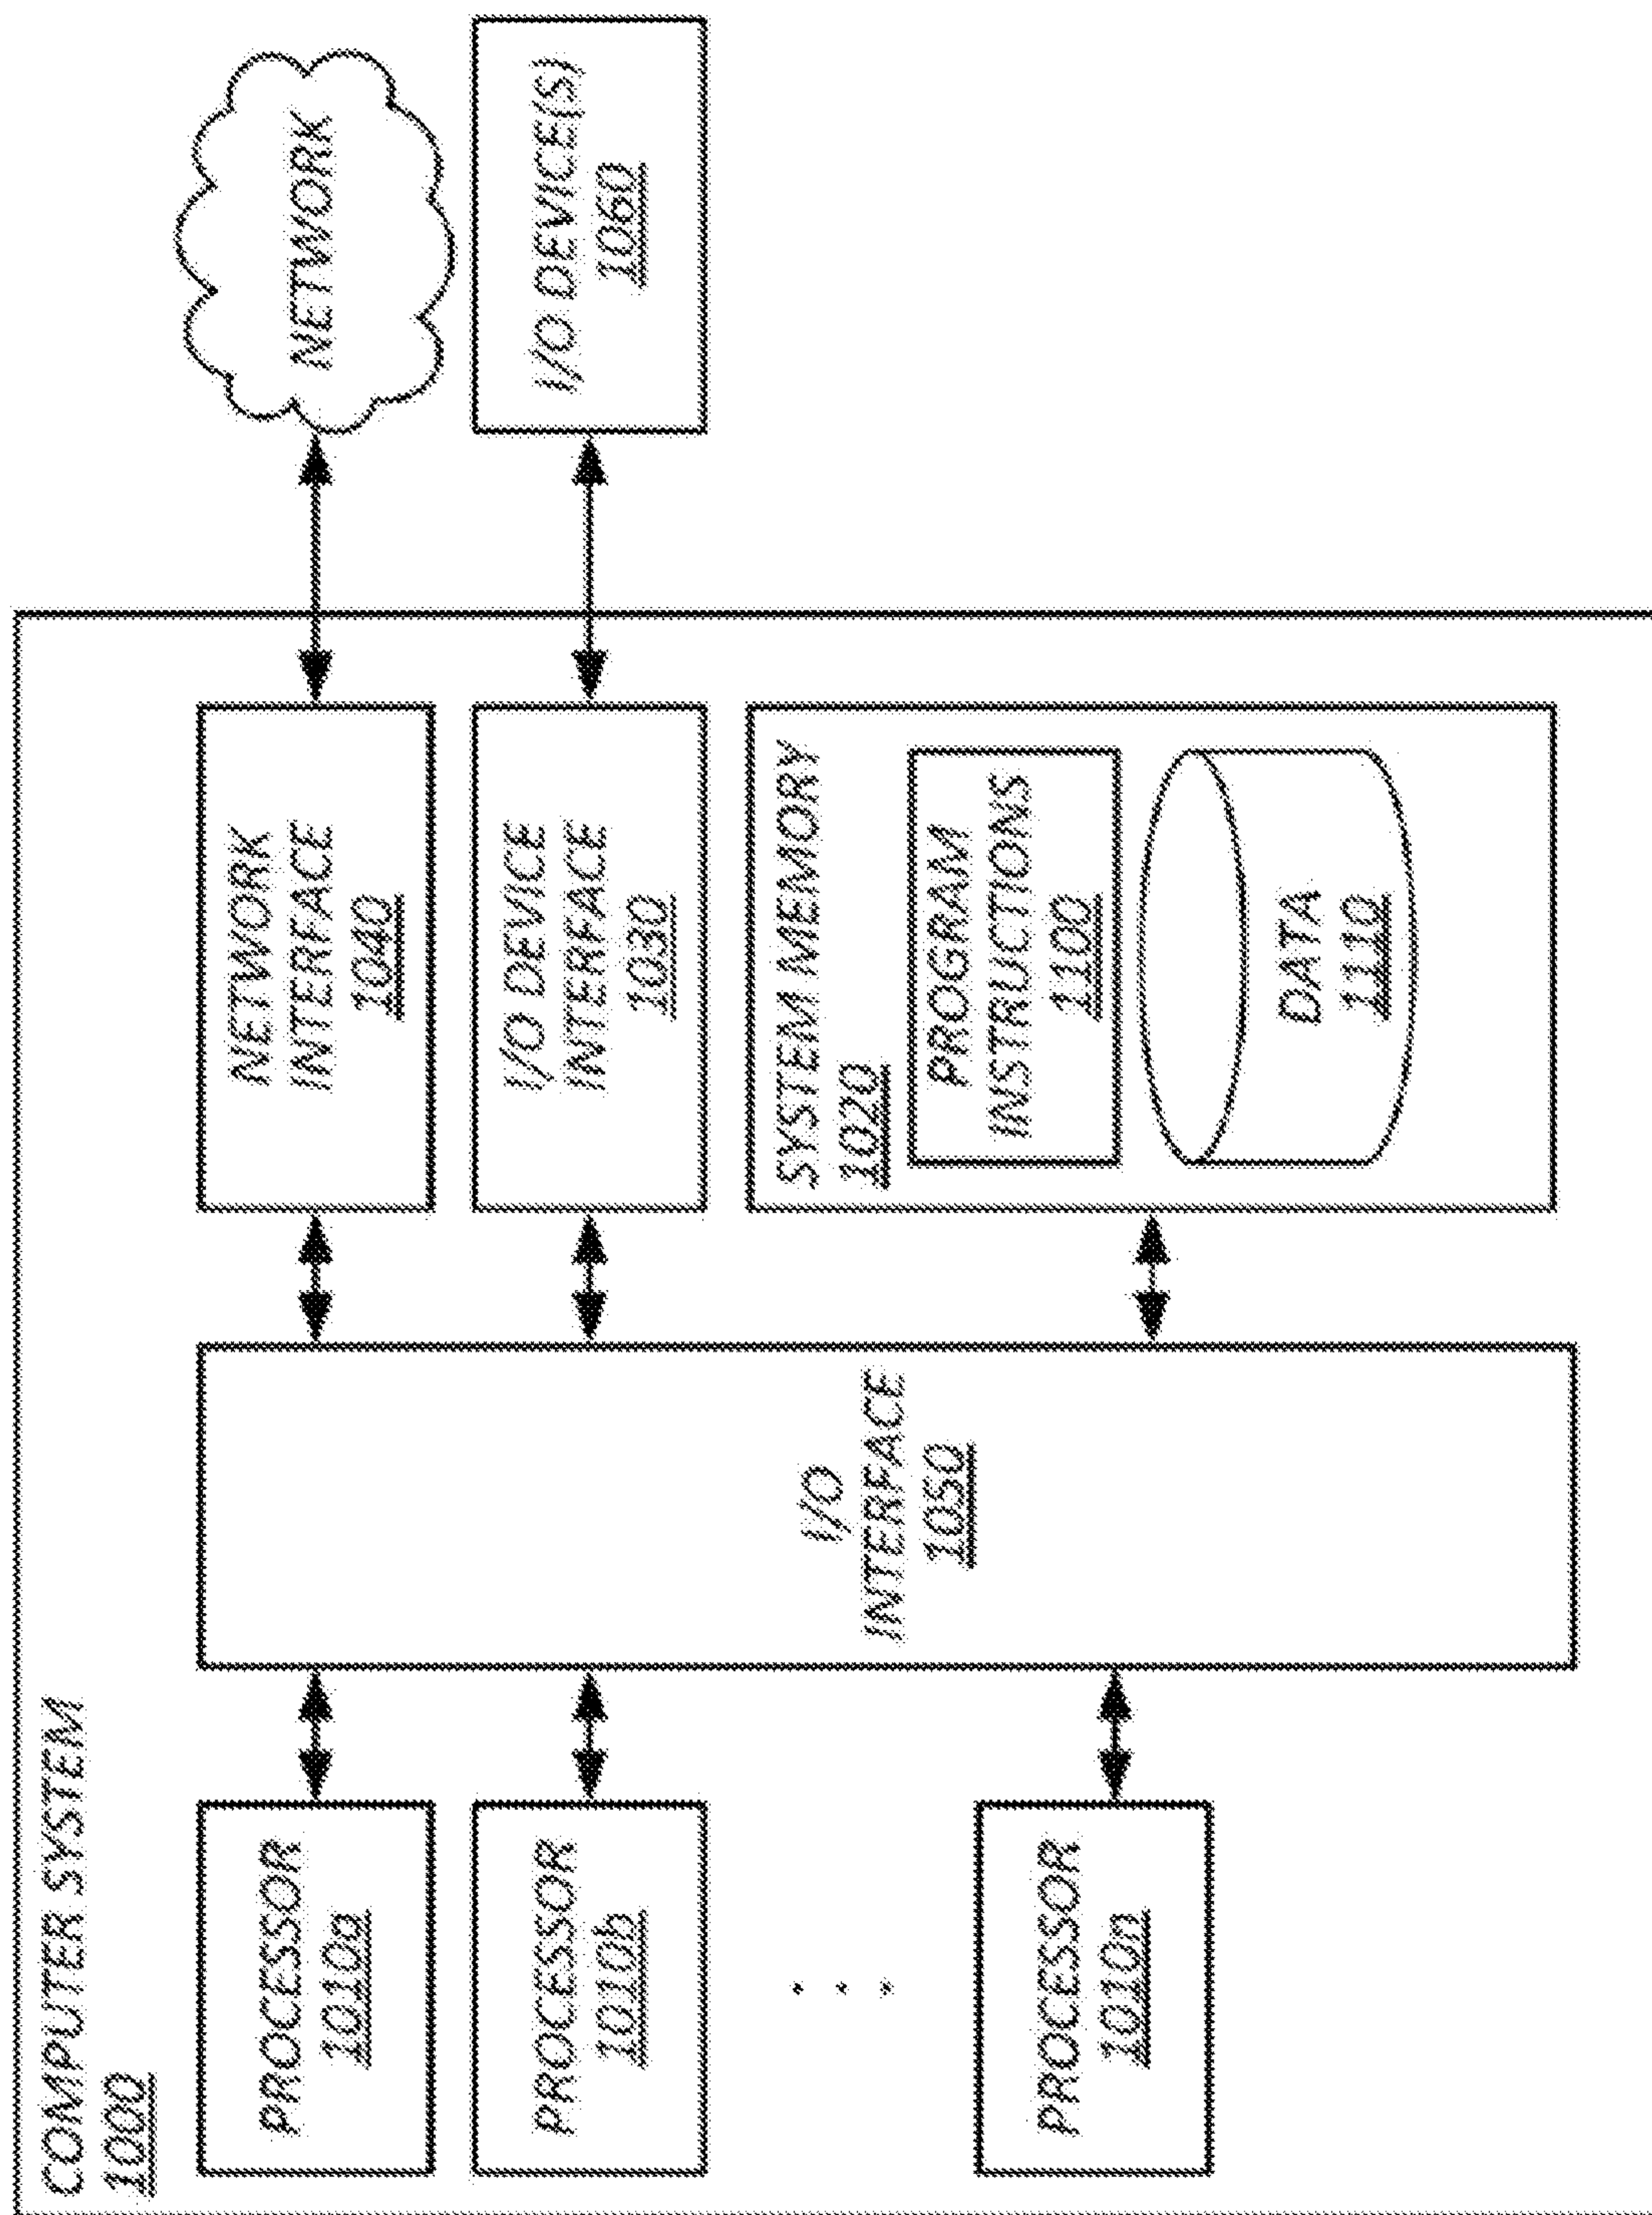 COMPUTER SYSTEM
1000
PROCESSOR
1010a
PROCESSOR
1010b
. . .
PROCESSOR
1010n
I/O
INTERFACE
1050
NETWORK
INTERFACE
1040
I/O DEVICE
INTERFACE
1030
SYSTEM MEMORY
1020
PROGRAM
INSTRUCTIONS
1100
DATA
1110
NETWORK
I/O DEVICE(S)
1060